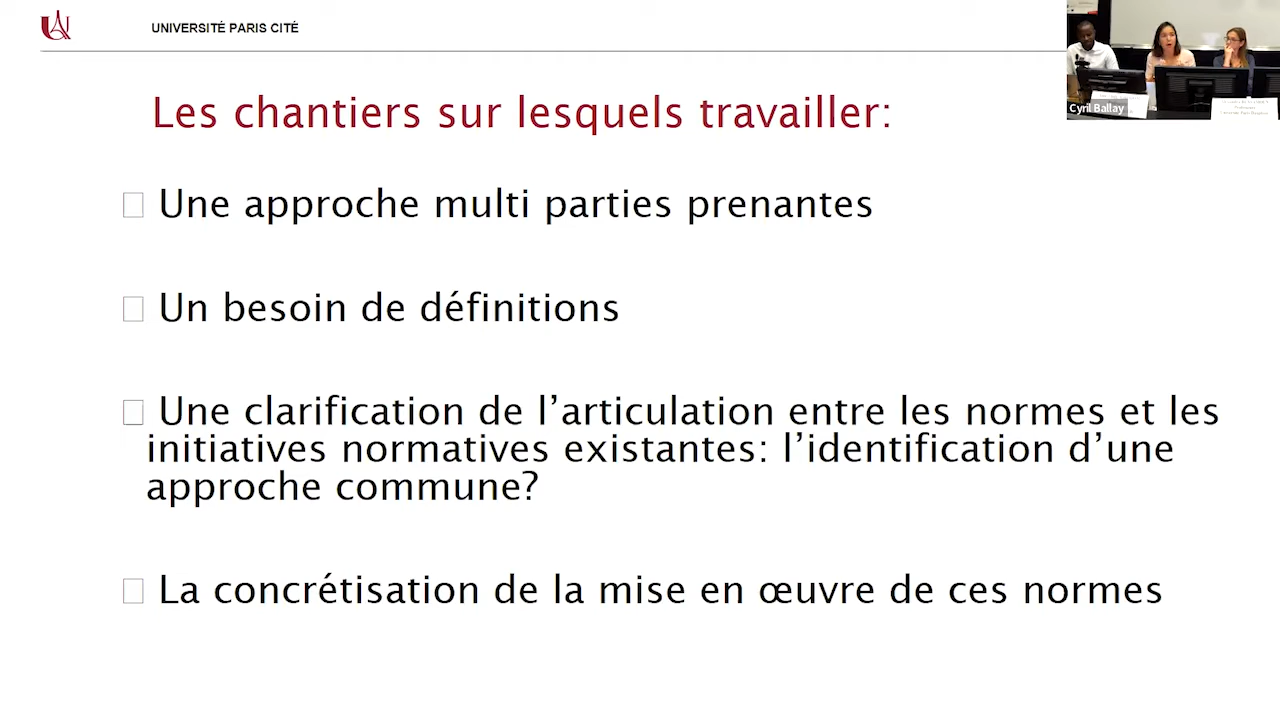 UNIVERSITÉ PARIS CITÉ
Cyril Ballay
Les chantiers sur lesquels travailler:
Une approche multi parties prenantes
Un besoin de définitions
Une clarification de l’articulation entre les normes et les
initiatives normatives existantes: l’identification d’une
approche commune?
La concrétisation de la mise en œuvre de ces normes